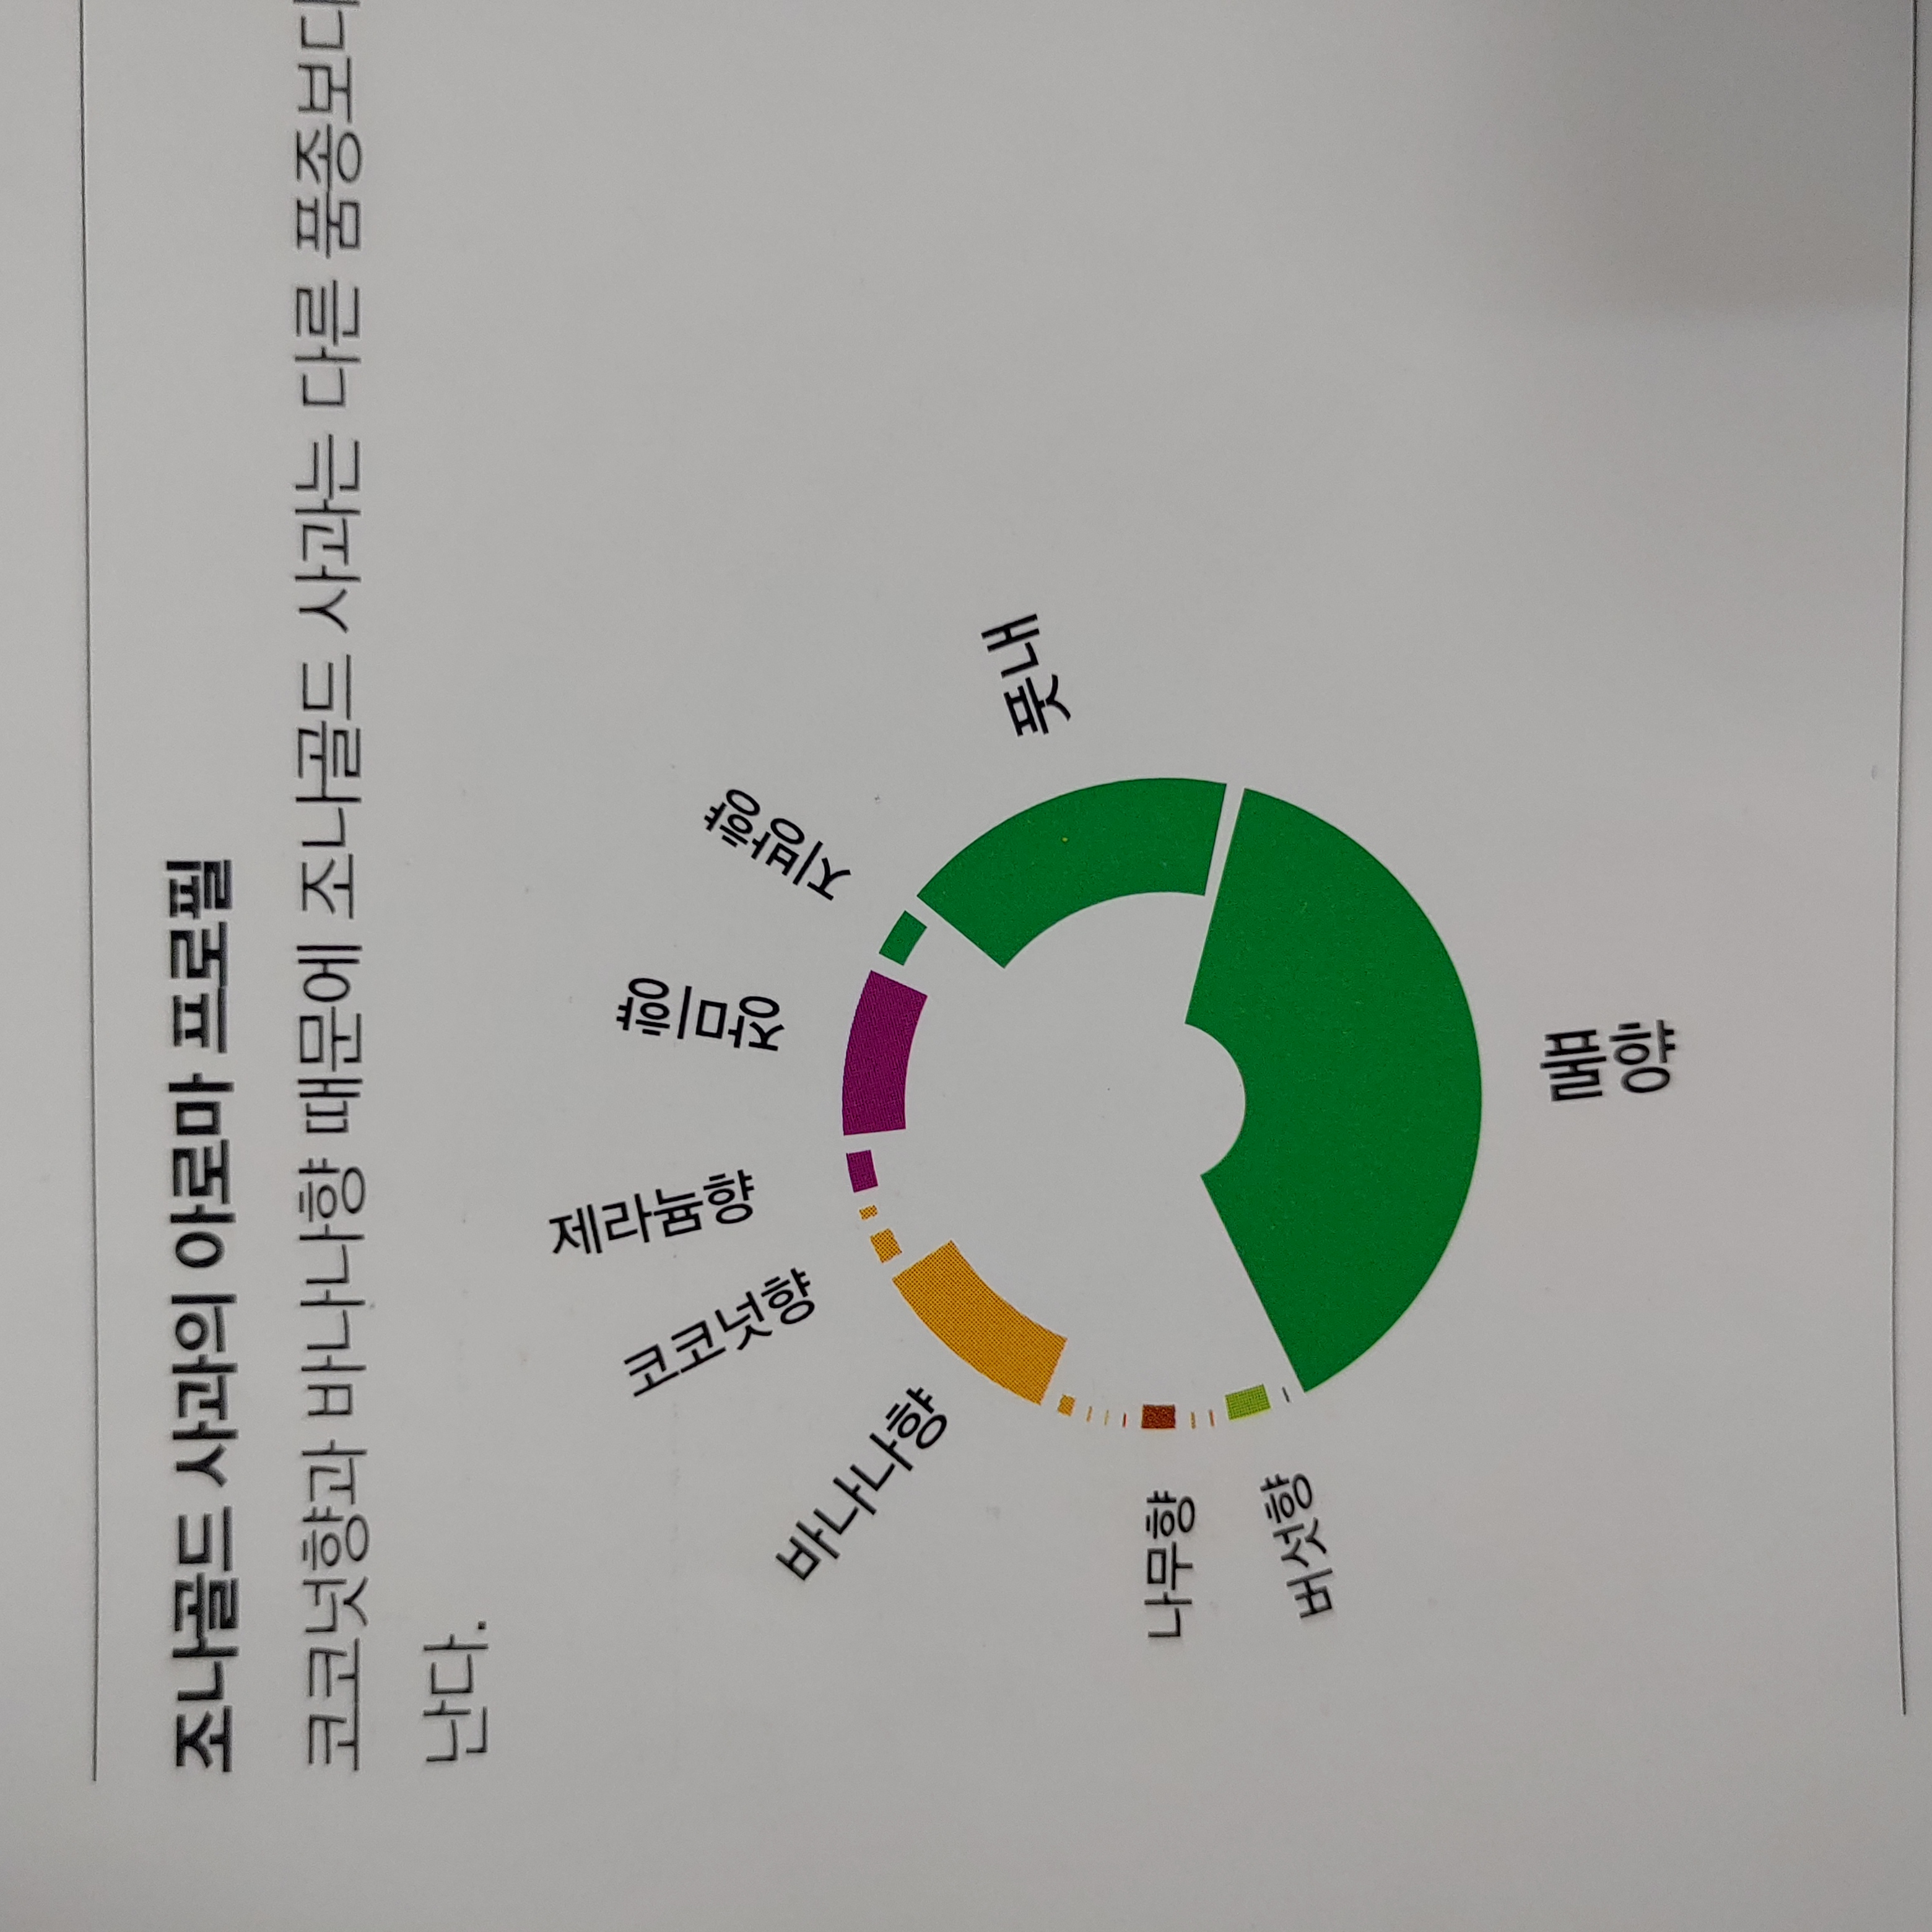 조나골드 사과의 아로마 프로필
코코넛향과 바나나향 때문에 조나골드 사과는 다른 품종보다
난다.
제라늄향
코코넛향
장미향
지방향
바나나향
풋내
나무향
버섯향
풀향